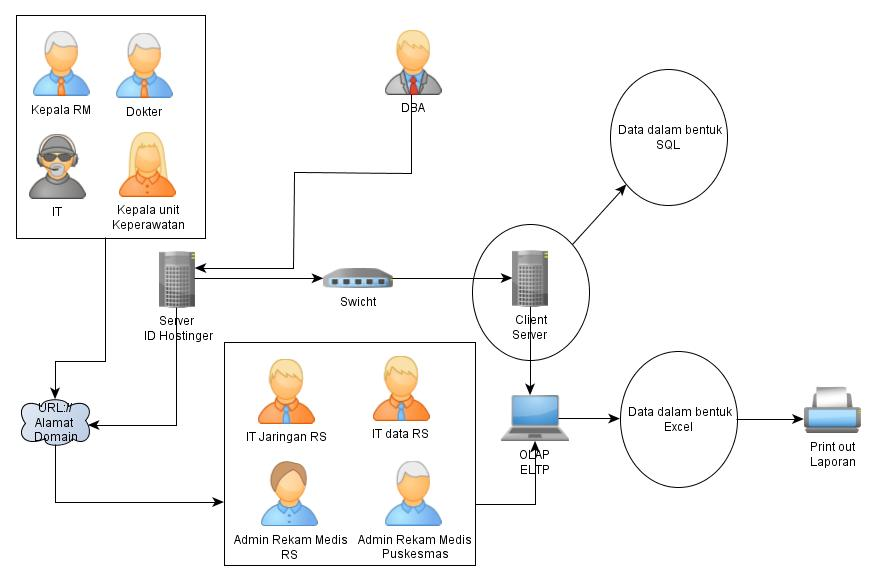 Kepala RM
Dokter
IT
Kepala unit
Keperawatan
DBA
Data dalam bentuk
SQL
Server
ID Hostinger
Swicht
Client
Server
URL://
Alamat
Domain
IT Jaringan RS
IT data RS
Admin Rekam Medis
RS
Admin Rekam Medis
Puskesmas
OLAP
ELTP
Data dalam bentuk
Excel
Print out
Laporan